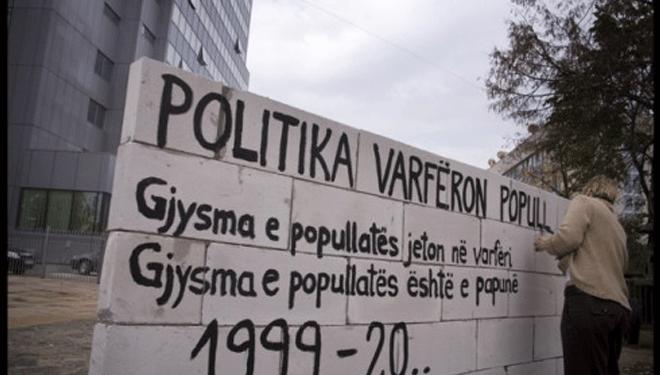 POLITIKA VARFËRON POPULL
Gjysma e popullatës jeton në varfëri
Gjysma e popullatës është e papunë
1999-20..